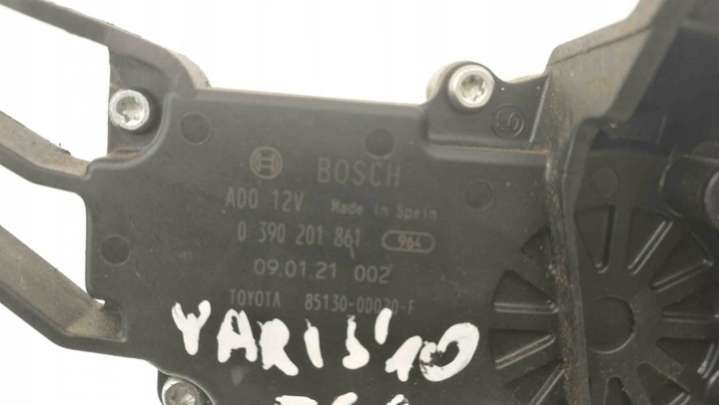 BOSCH
ADO 12V Made in Spain
0 390 201 861 964
09.01.21 002
TOYOTA 85130-0D020-F
YARIS'10